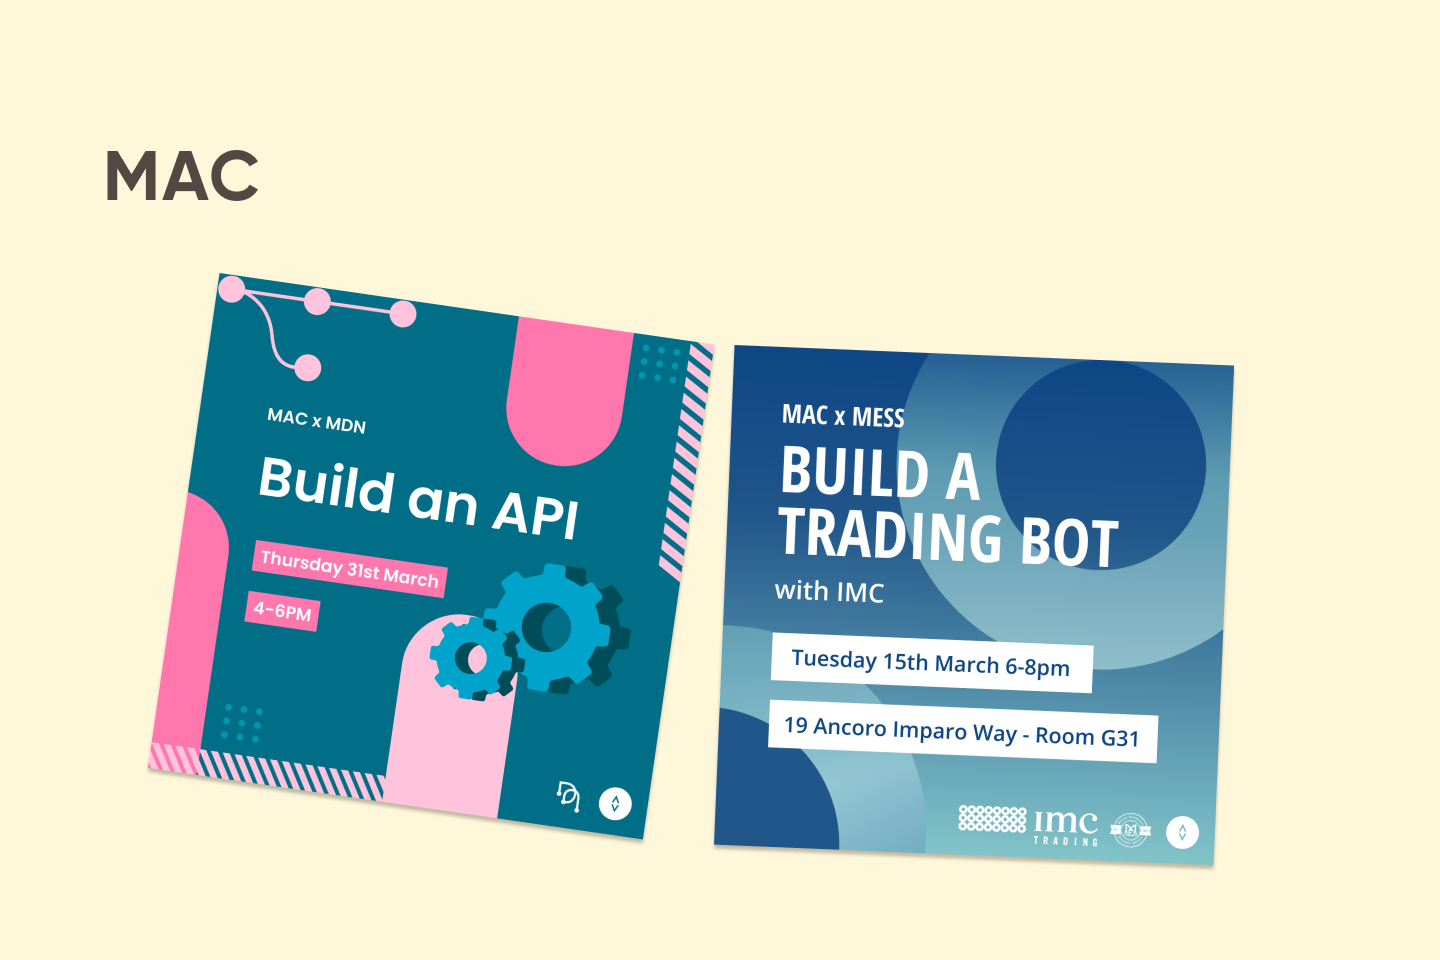 MAC
MAC x MDN
Build an API
Thursday 31st March
4-6PM
MAC x MESS
BUILD A
TRADING BOT
with IMC
Tuesday 15th March 6-8pm
19 Ancoro Imparo Way - Room G31
imc
TRADING